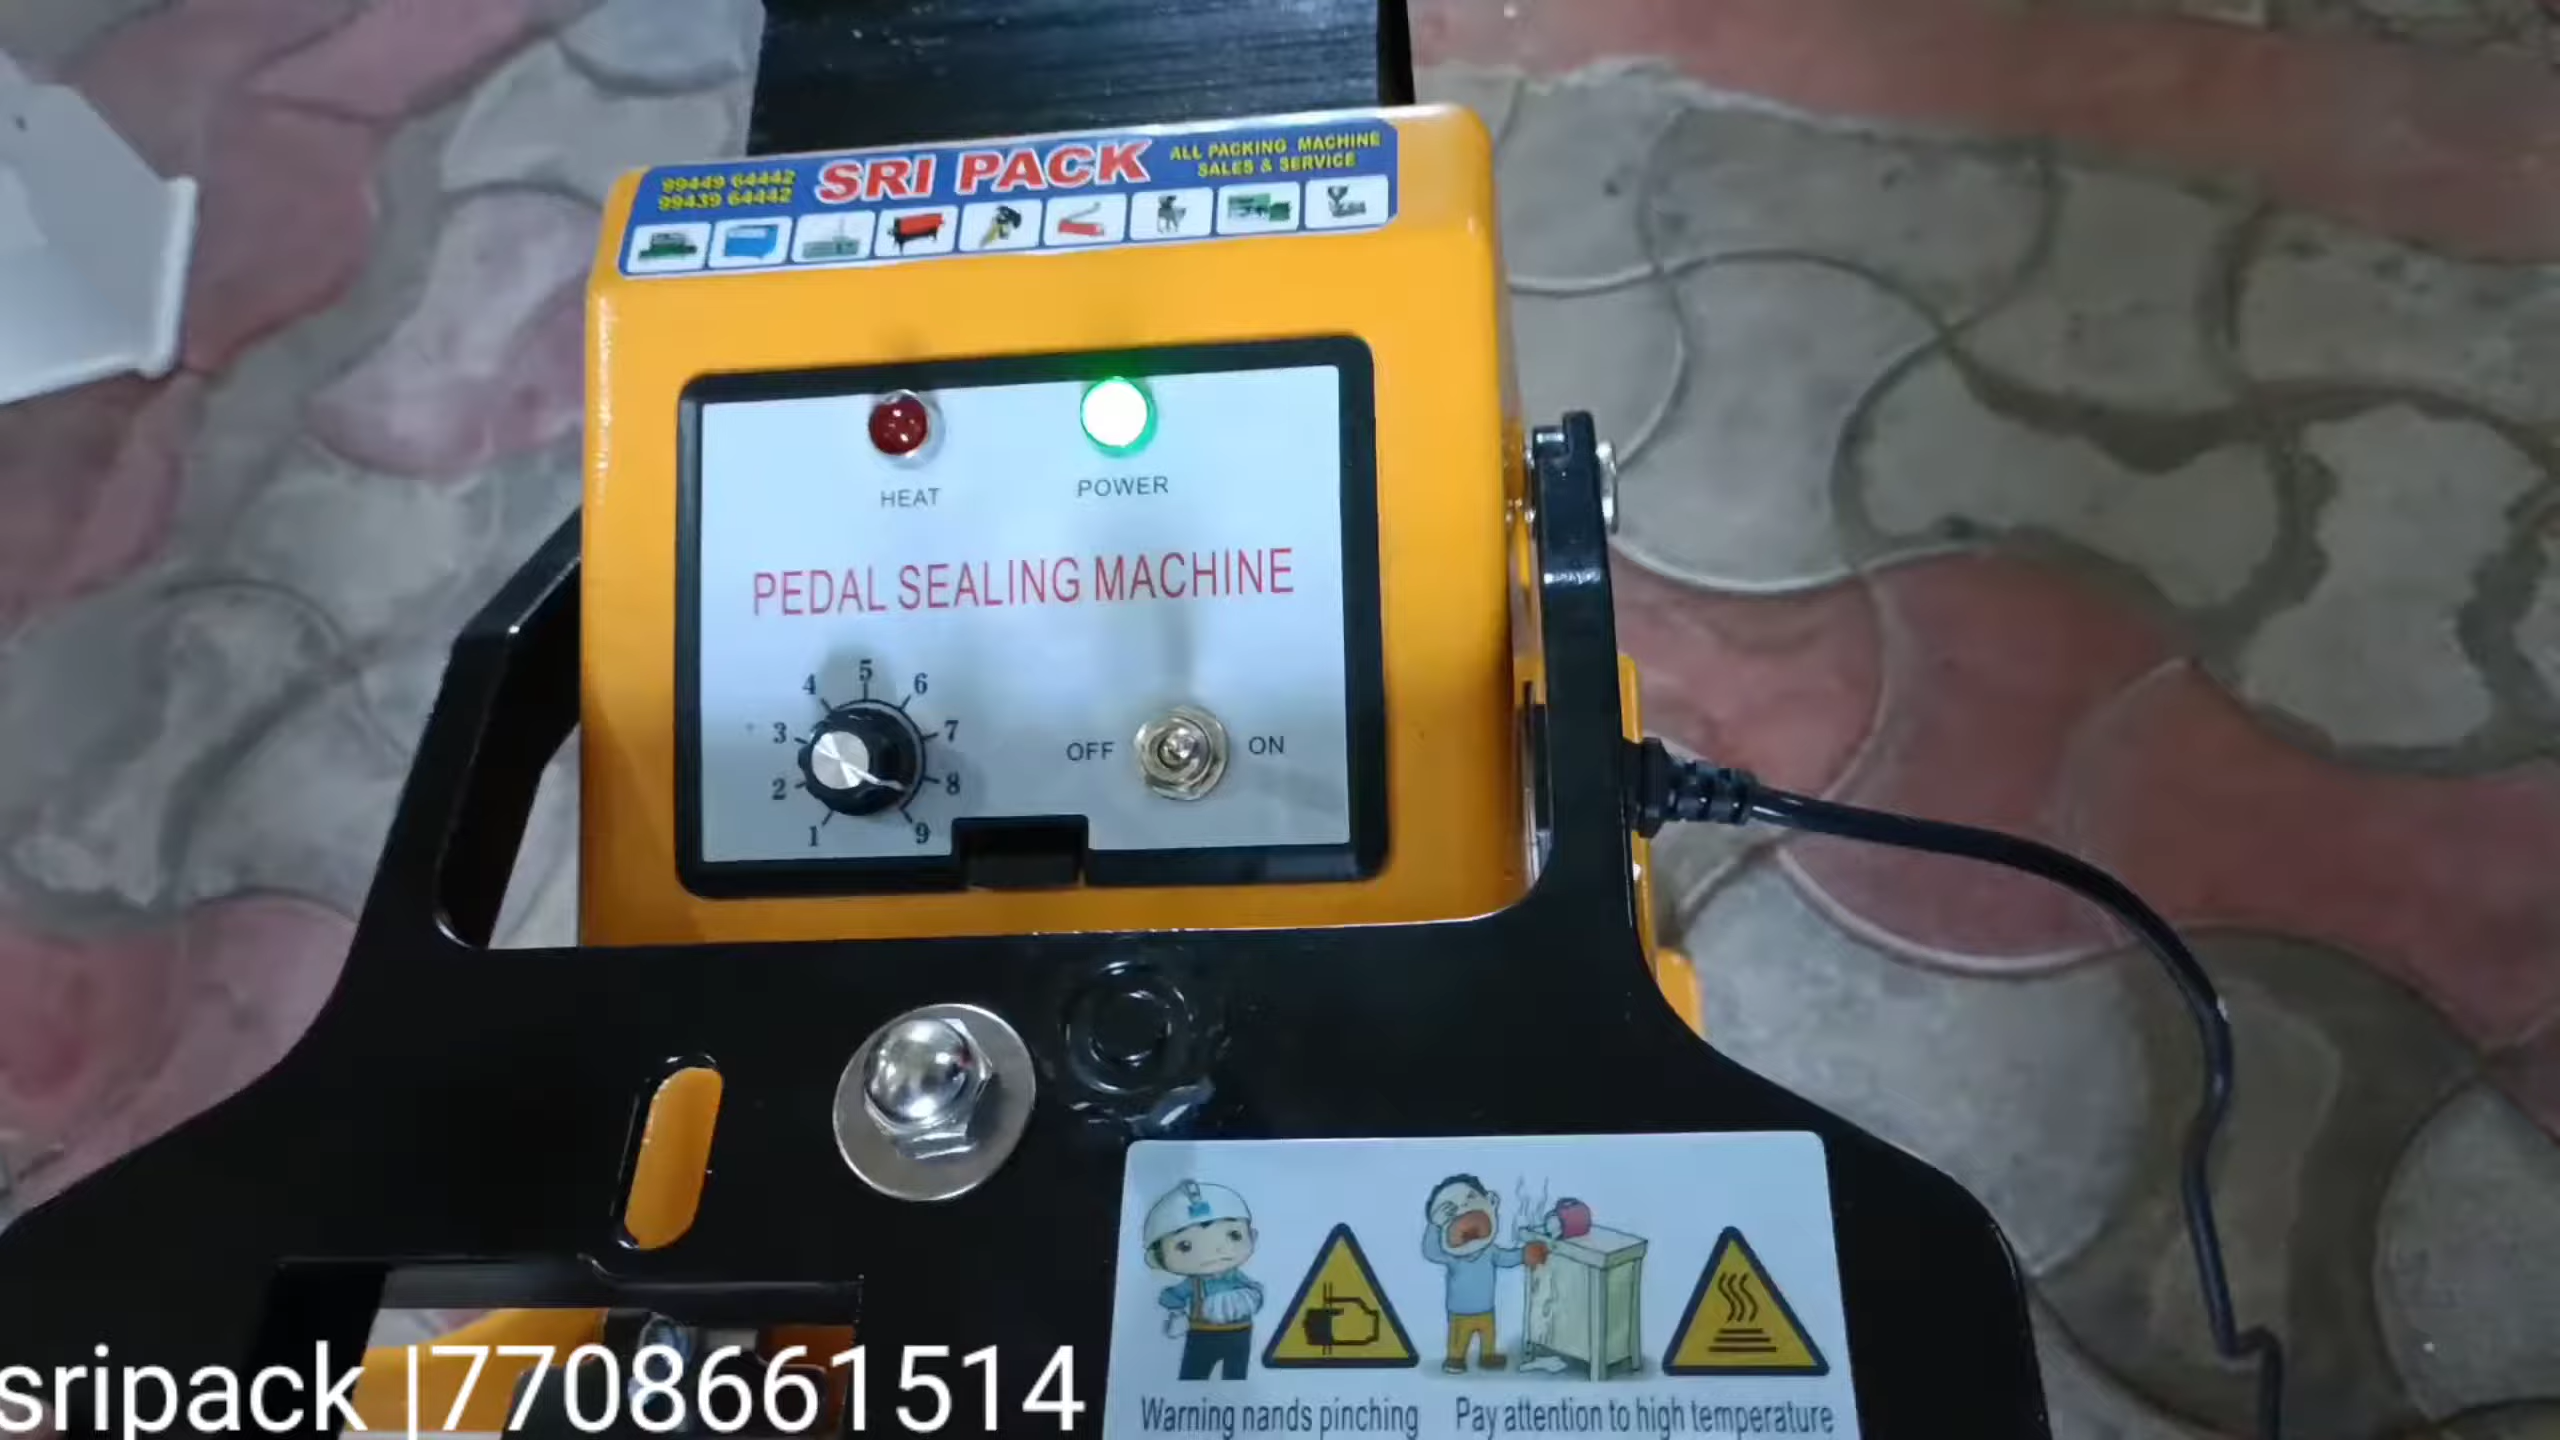 99449 64442
99439 64442
SRI PACK
ALL PACKING MACHINE
SALES & SERVICE
HEAT
POWER
PEDAL SEALING MACHINE
1
2
3
4
5
6
7
8
9
OFF
ON
Warning nands pinching
Pay attention to high temperature
sripack |7708661514